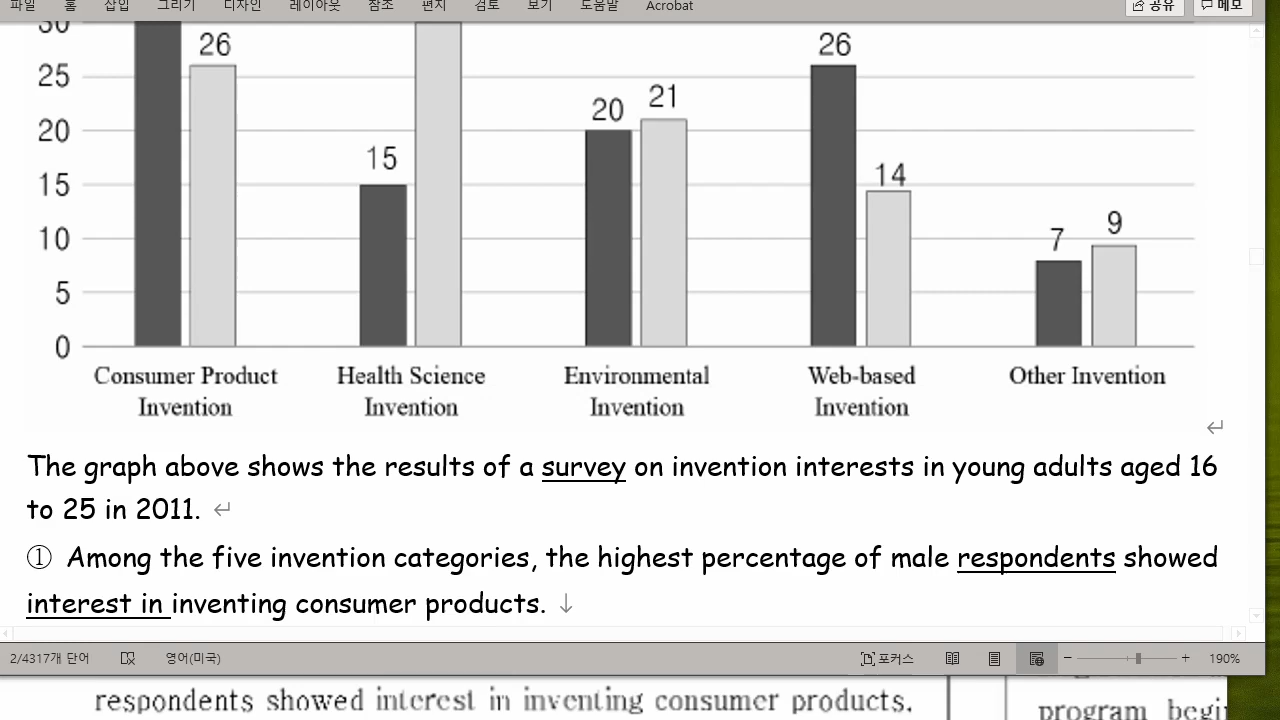 파일 홈 삽입 그리기 디자인 레이아웃 참조 편지 검토 보기 도움말 Acrobat 공유 메모
30
26 26
25
20 21
20
15
15 14
10 7 9
5
0
Consumer Product Health Science Environmental Web-based Other Invention
Invention Invention Invention Invention
The graph above shows the results of a survey on invention interests in young adults aged 16
to 25 in 2011.
① Among the five invention categories, the highest percentage of male respondents showed
interest in inventing consumer products.
2/4317개 단어 영어(미국) 포커스 190%
respondents showed interest in inventing consumer products.
program